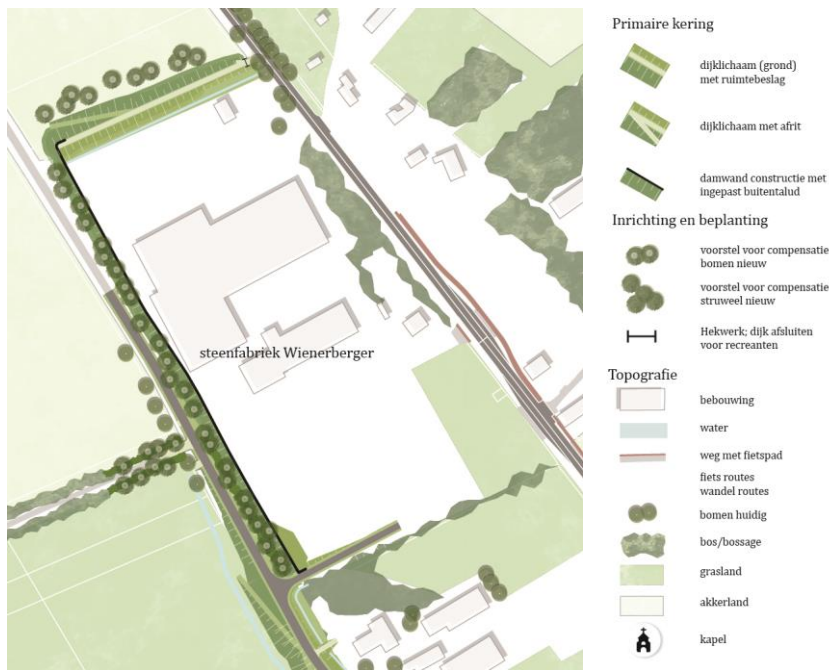 steenfabriek Wienerberger
Primaire kering
dijklichaam (grond)
met ruimtebeslag
dijklichaam met afrit
damwand constructie met
ingepast buitentalud
Inrichting en beplanting
voorstel voor compensatie
bomen nieuw
voorstel voor compensatie
struweel nieuw
Hekwerk; dijk afsluiten
voor recreanten
Topografie
bebouwing
water
weg met fietspad
fiets routes
wandel routes
bomen huidig
bos/bossage
grasland
akkerland
kapel